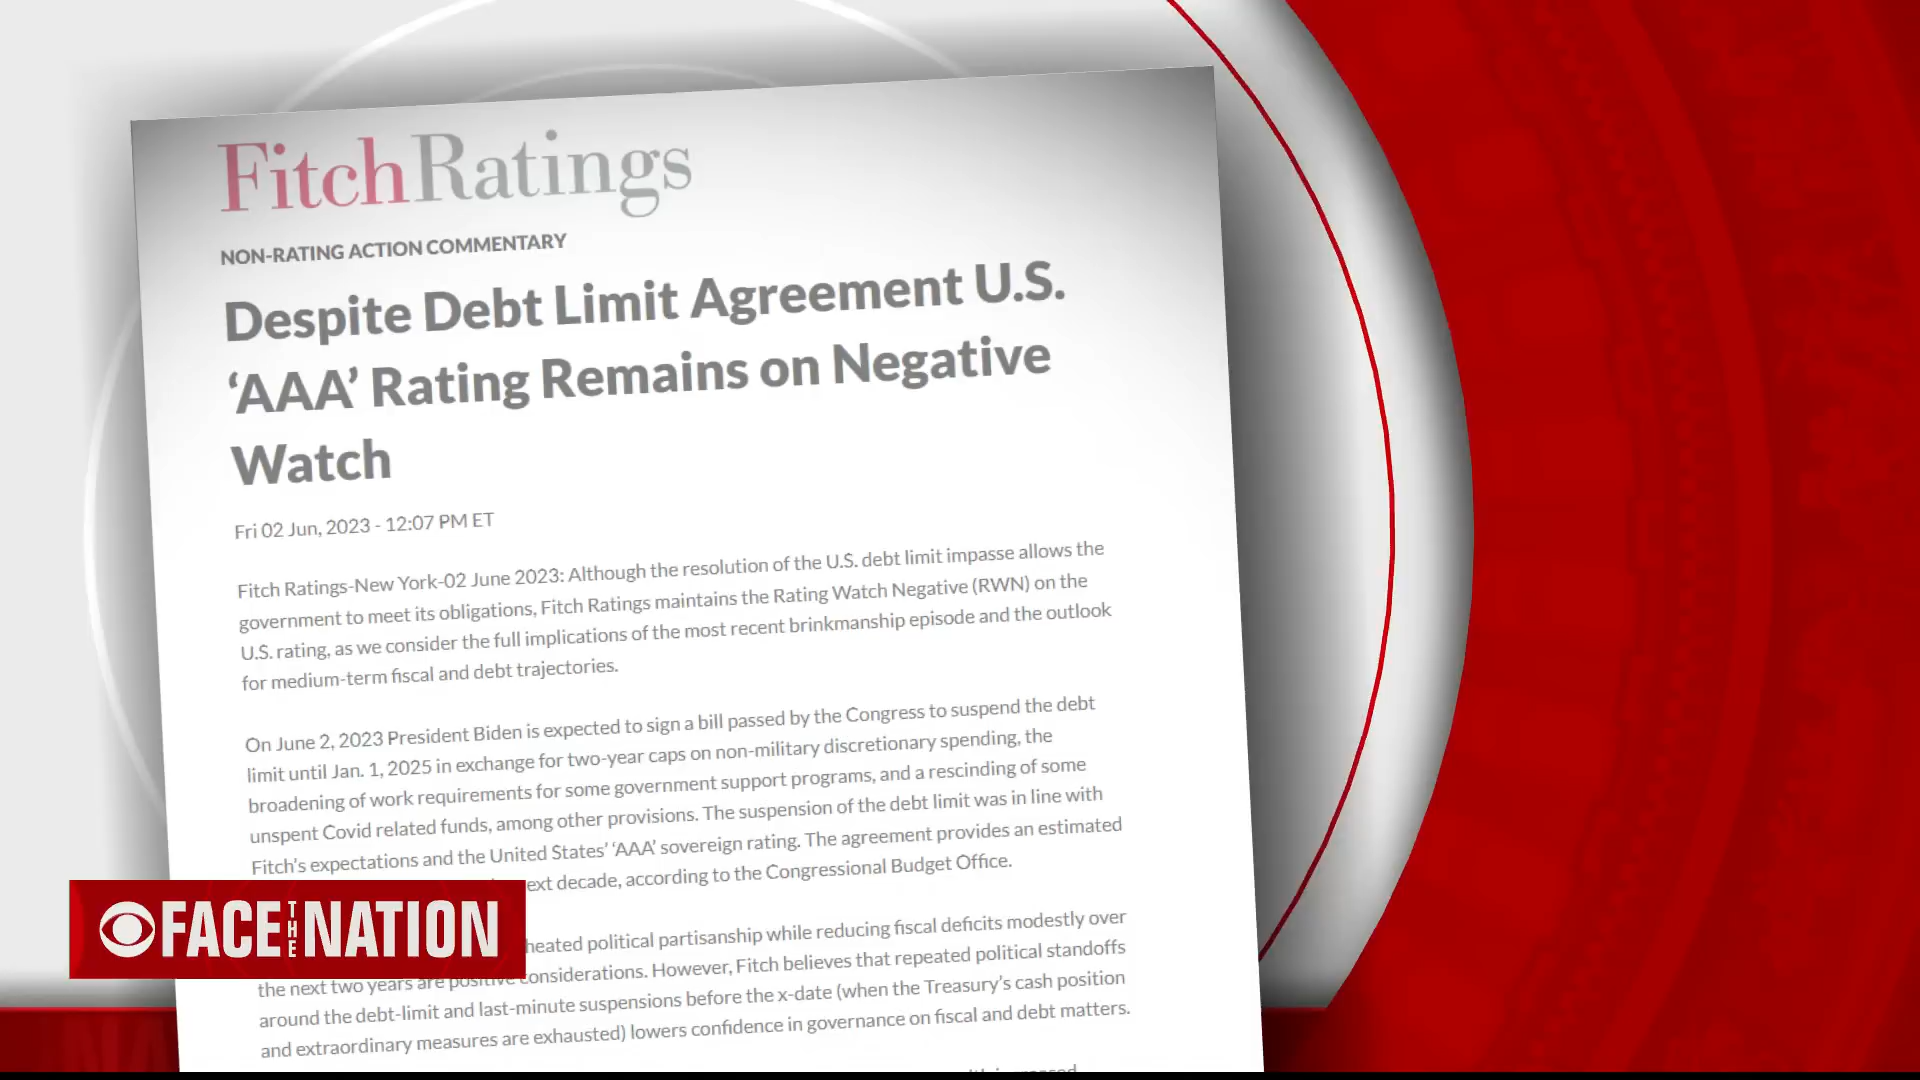 FitchRatings
NON-RATING ACTION COMMENTARY
Despite Debt Limit Agreement U.S.
‘AAA’ Rating Remains on Negative
Watch
Fri 02 Jun, 2023 - 12:07 PM ET
Fitch Ratings-New York-02 June 2023: Although the resolution of the U.S. debt limit impasse allows the
government to meet its obligations, Fitch Ratings maintains the Rating Watch Negative (RWN) on the
U.S. rating, as we consider the full implications of the most recent brinkmanship episode and the outlook
for medium-term fiscal and debt trajectories.
On June 2, 2023 President Biden is expected to sign a bill passed by the Congress to suspend the debt
limit until Jan. 1, 2025 in exchange for two-year caps on non-military discretionary spending, the
broadening of work requirements for some government support programs, and a rescinding of some
unspent Covid related funds, among other provisions. The suspension of the debt limit was in line with
Fitch's expectations and the United States’ ‘AAA’ sovereign rating. The agreement provides an estimated
ext decade, according to the Congressional Budget Office.
heated political partisanship while reducing fiscal deficits modestly over
the next two years are positive considerations. However, Fitch believes that repeated political standoffs
around the debt-limit and last-minute suspensions before the x-date (when the Treasury’s cash position
and extraordinary measures are exhausted) lowers confidence in governance on fiscal and debt matters.
FACE THE NATION